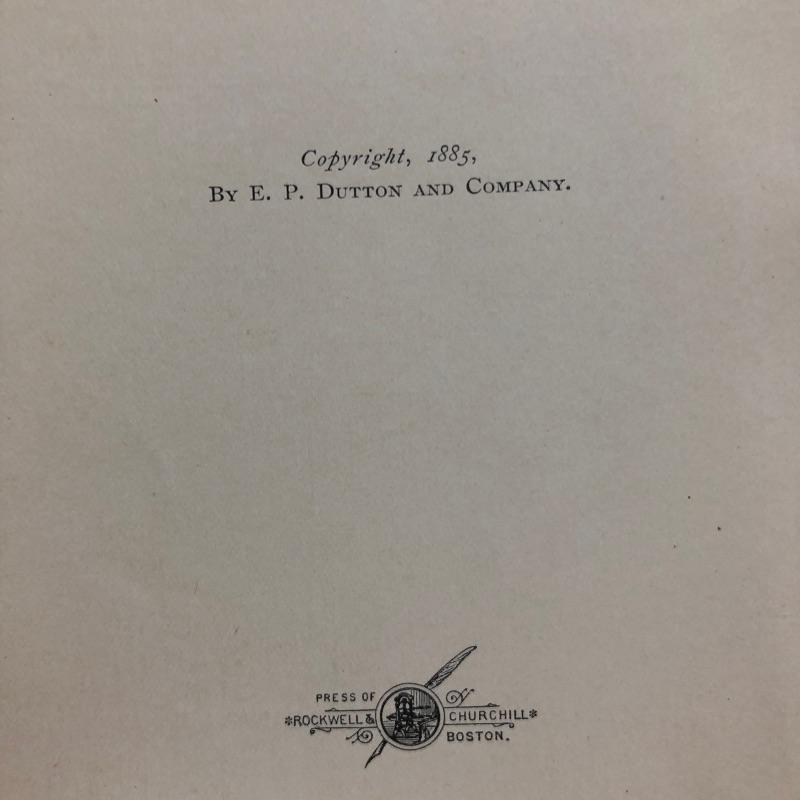 Copyright, 1885,
By E. P. Dutton and Company.
PRESS OF
*ROCKWELL & CHURCHILL*
BOSTON.